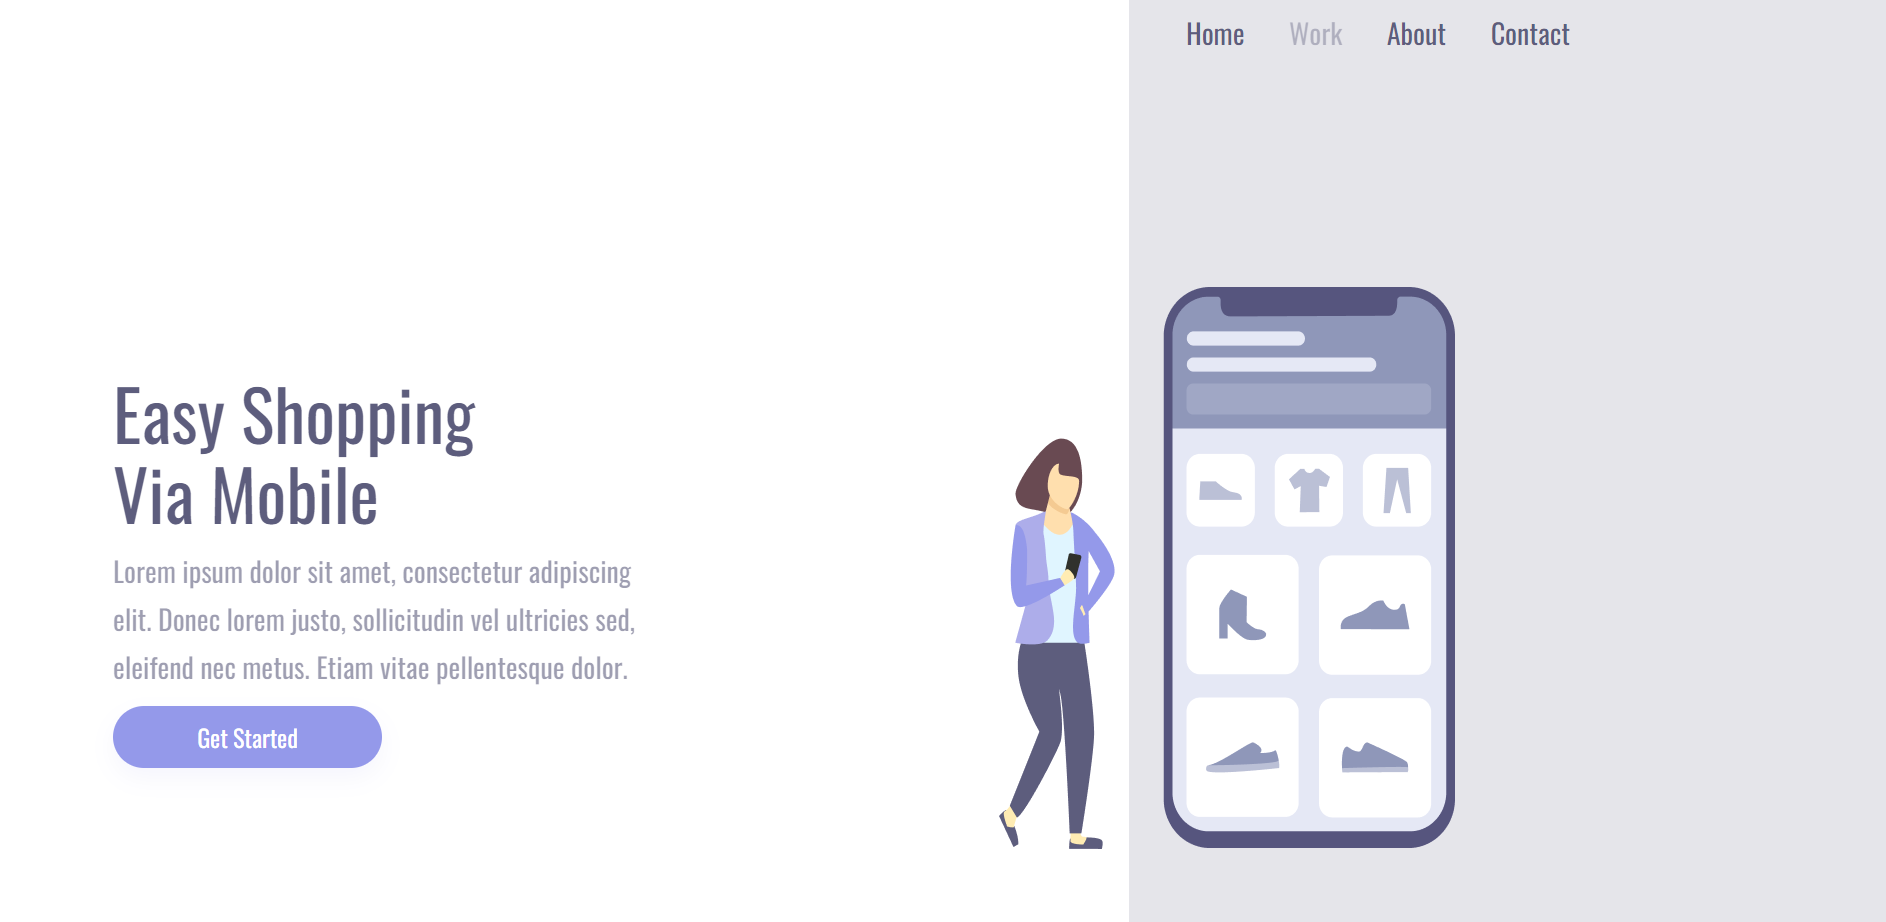 Home Work About Contact
Easy Shopping
Via Mobile
Lorem ipsum dolor sit amet, consectetur adipiscing
elit. Donec lorem justo, sollicitudin vel ultricies sed,
eleifend nec metus. Etiam vitae pellentesque dolor.
Get Started